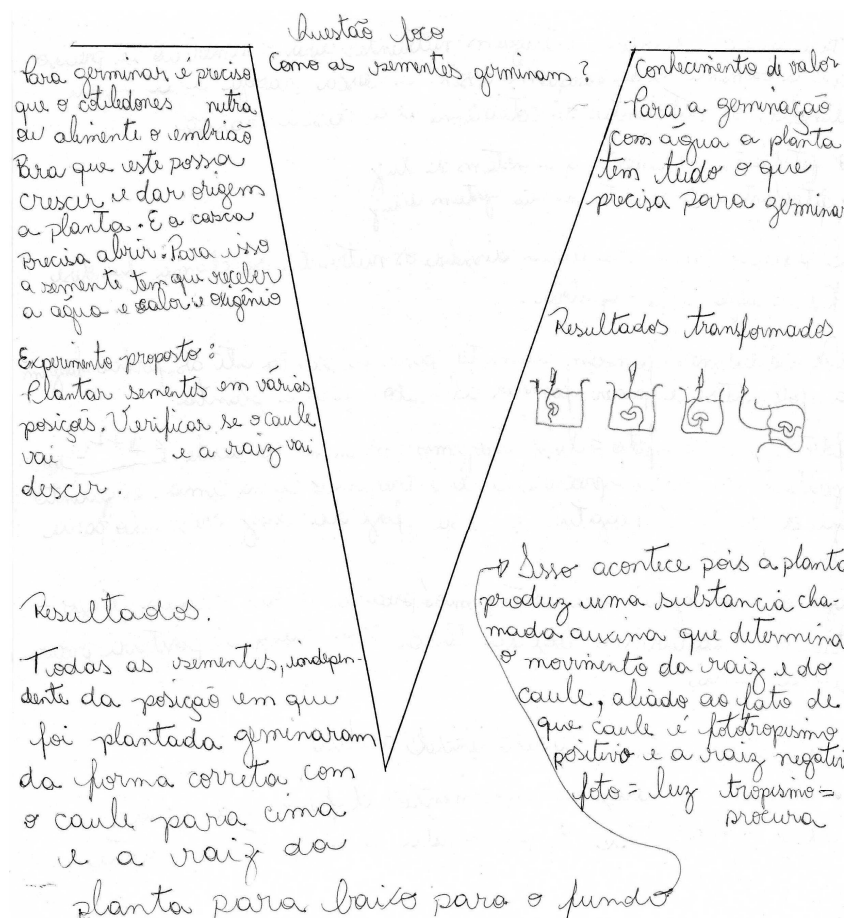 Questão foco
Como as sementes germinam?
Para germinar é preciso
que o cotiledones nutra
ou alimente o embrião
Para que este possa
crescer e dar origem
a planta. E a casca
Precisa abrir. Para isso
a semente tem que receber
a água e calor e oxigênio
Experimento proposto:
Plantar sementes em várias
posições. Verificar se o caule
vai e a raiz vai
descer.
Resultados.
Todas as sementes, independ-
dente da posição em que
foi plantada geminaram
da forma correta com
o caule para cima
e a raiz da
planta para baixo para o fundo
Conhecimento de valor
Para a geminação
com água a planta
tem tudo o que
precisa para germinar
Resultados transformados
Isso acontece pois a planta
produz uma substancia cha-
mada auxina que determina
o movimento da raiz e do
caule, aliado ao fato de
que caule é fototropismo
positivo e a raiz negativ
foto = luz tropismo =
procura